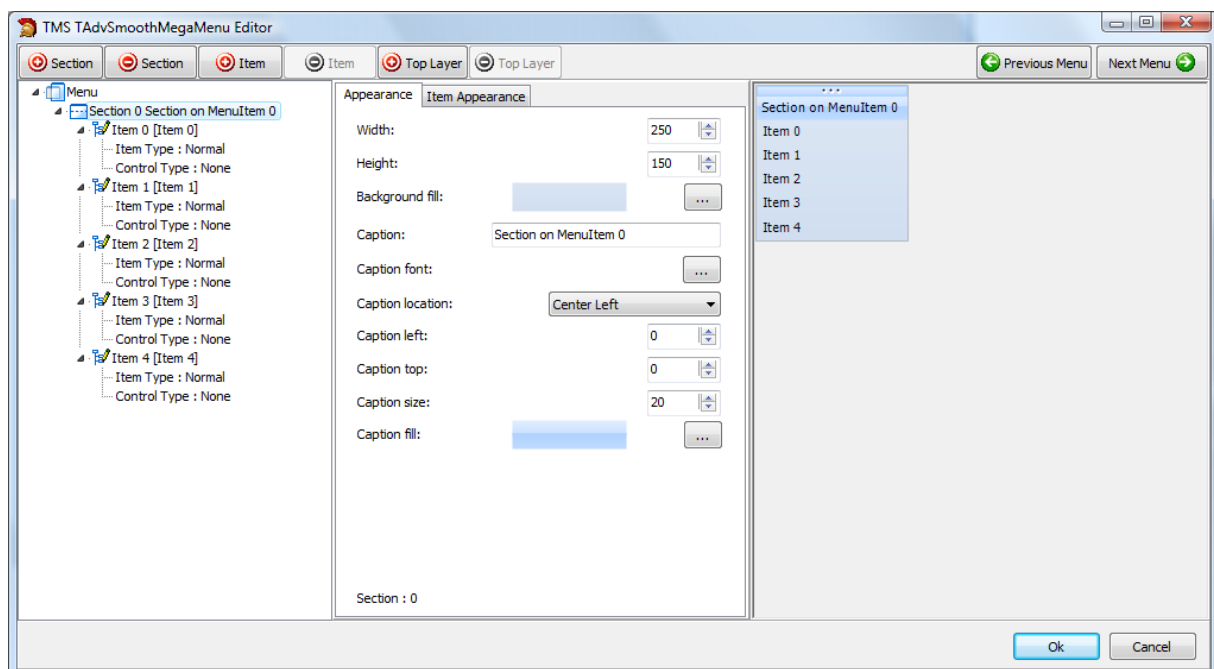 TMS TAdvSmoothMegaMenu Editor
Section
Section
Item
Item
Top Layer
Top Layer
Previous Menu
Next Menu
Menu
Section 0 Section on MenuItem 0
Item 0 [Item 0]
Item Type : Normal
Control Type : None
Item 1 [Item 1]
Item Type : Normal
Control Type : None
Item 2 [Item 2]
Item Type : Normal
Control Type : None
Item 3 [Item 3]
Item Type : Normal
Control Type : None
Item 4 [Item 4]
Item Type : Normal
Control Type : None
Appearance
Item Appearance
Width: 250
Height: 150
Background fill: ...
Caption: Section on MenuItem 0
Caption font: ...
Caption location: Center Left
Caption left: 0
Caption top: 0
Caption size: 20
Caption fill: ...
Section : 0
Section on MenuItem 0
Item 0
Item 1
Item 2
Item 3
Item 4
Ok
Cancel